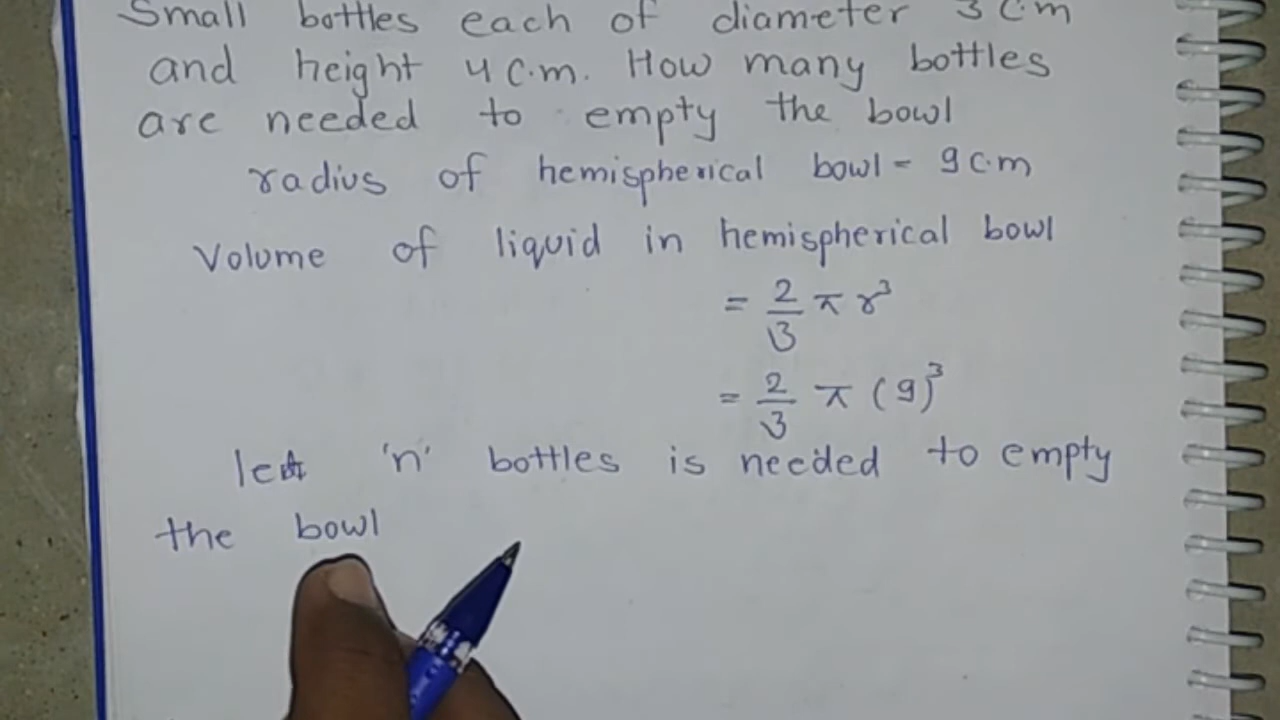 Small bottles each of diameter 3 cm
and height 4 c.m. How many bottles
are needed to empty the bowl
radius of hemispherical bowl = 9 c.m
Volume of liquid in hemispherical bowl
= 2/3 π r³
= 2/3 π (9)³
let 'n' bottles is needed to empty
the bowl